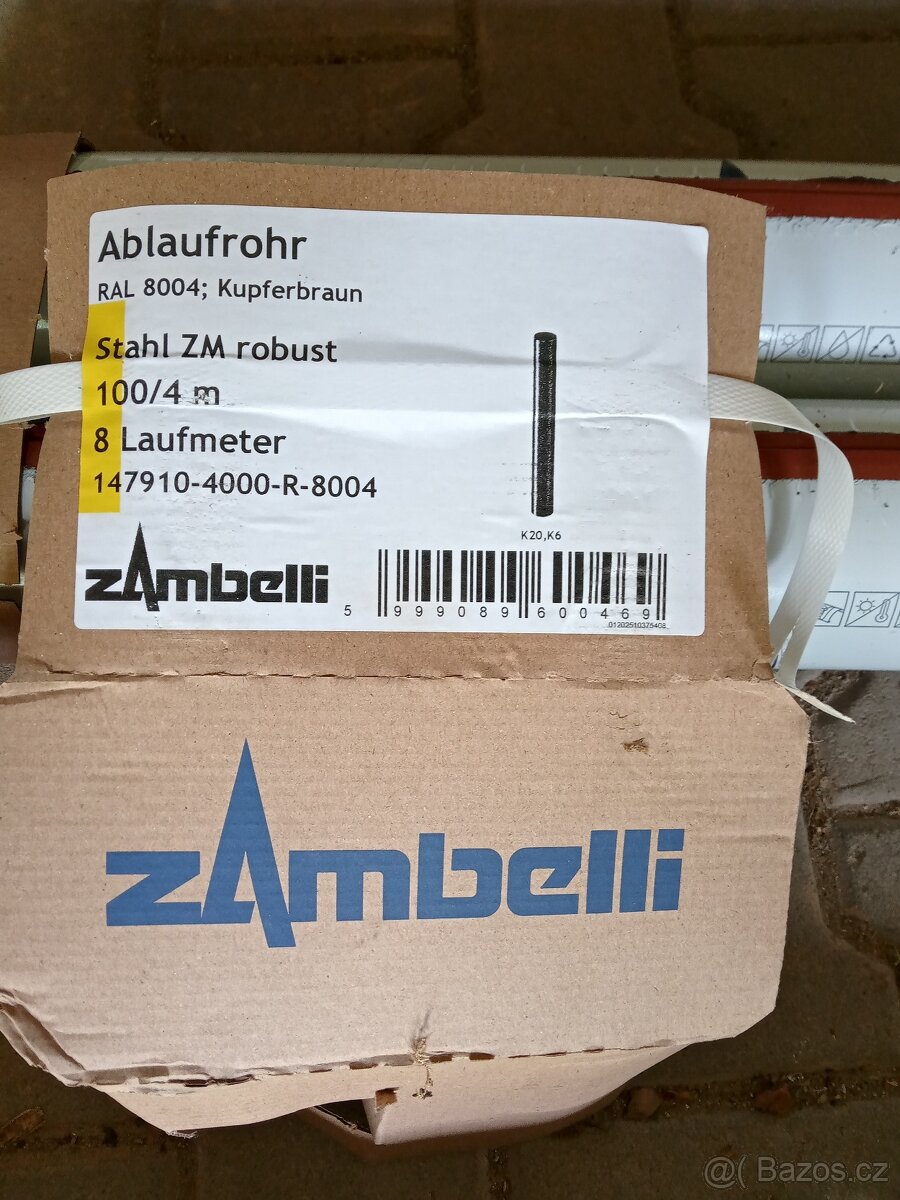 Ablaufrohr
RAL 8004; Kupferbraun
Stahl ZM robust
100/4 m
8 Laufmeter
147910-4000-R-8004
K20,K6
zambelli
5 999089 600469
01202510375408
zambelli
@( Bazos.cz